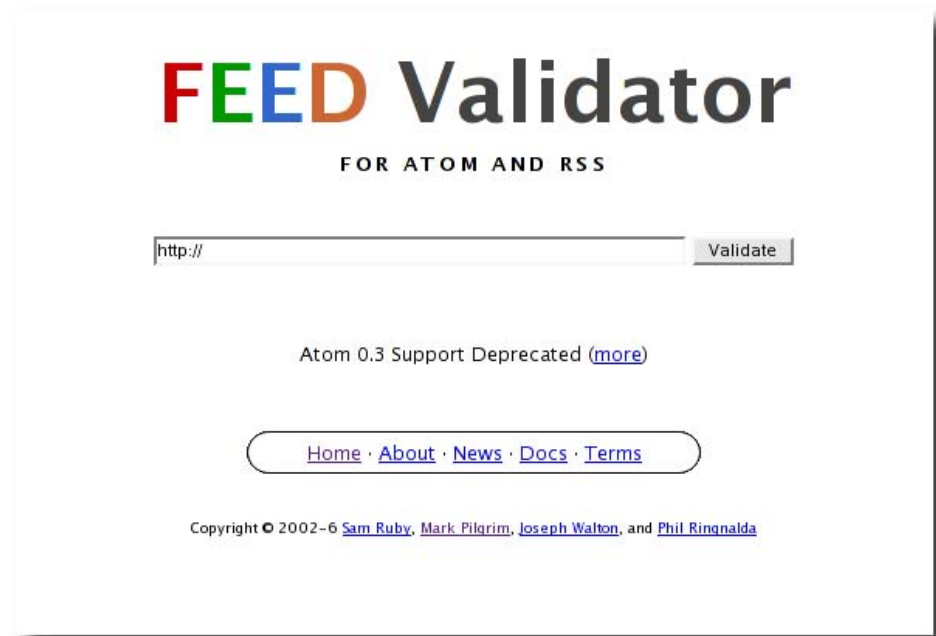 FEED Validator
FOR ATOM AND RSS
http:// Validate
Atom 0.3 Support Deprecated (more)
Home · About · News · Docs · Terms
Copyright © 2002–6 Sam Ruby, Mark Pilgrim, Joseph Walton, and Phil Ringnalda